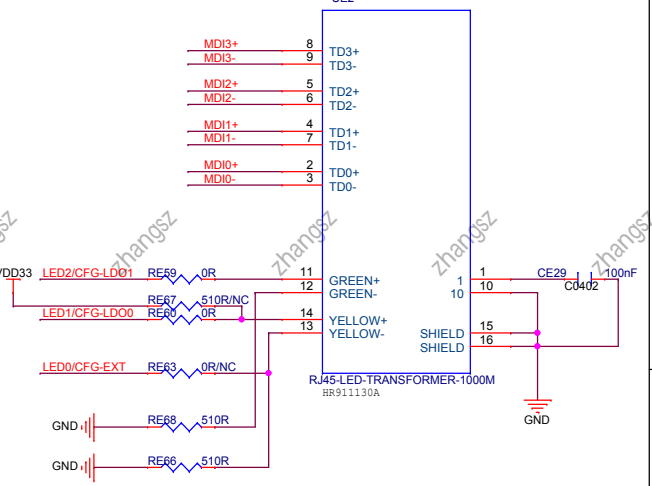 MDI3+ 8 TD3+
MDI3- 9 TD3-
MDI2+ 5 TD2+
MDI2- 6 TD2-
MDI1+ 4 TD1+
MDI1- 7 TD1-
MDI0+ 2 TD0+
MDI0- 3 TD0-
zhangsz zhangsz zhangsz zhangsz
LED2/CFG-LDO1 RE59 0R 11 GREEN+ 1 1 CE29 100nF
C0402
RE67 510R/NC 12 GREEN- 10 10
LED1/CFG-LDO0 RE60 0R 14 YELLOW+
13 YELLOW- SHIELD 15
SHIELD 16
LED0/CFG-EXT RE63 0R/NC
RJ45-LED-TRANSFORMER-1000M
HR911130A
GND RE68 510R GND
GND RE66 510R